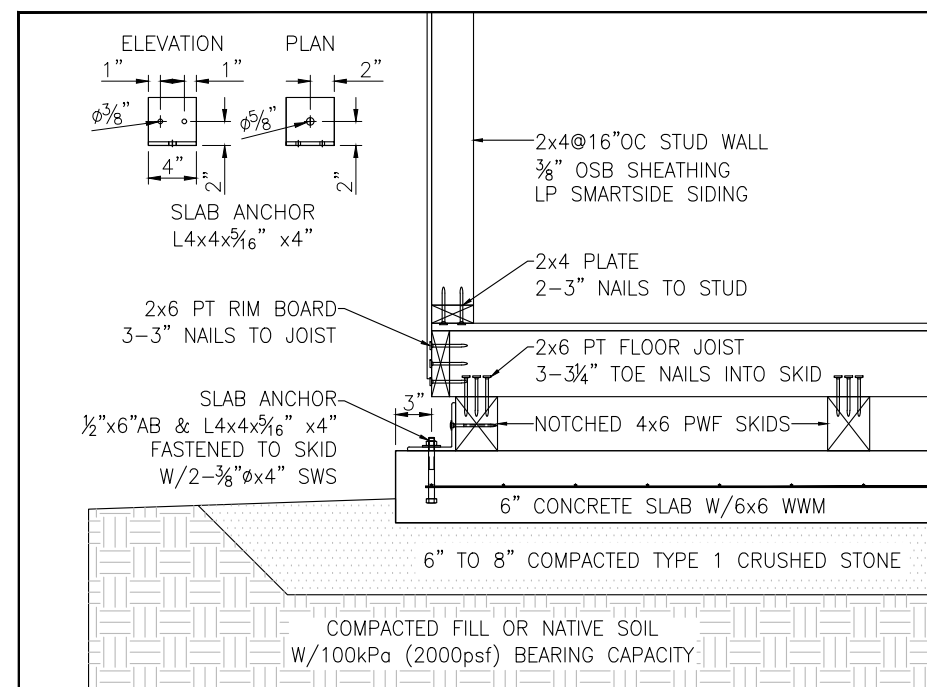 ELEVATION
PLAN
1"
1"
2"
ø3/8"
ø5/8"
4"
2"
2"
SLAB ANCHOR
L4x4x5/16" x4"
2x4@16"OC STUD WALL
3/8" OSB SHEATHING
LP SMARTSIDE SIDING
2x4 PLATE
2-3" NAILS TO STUD
2x6 PT RIM BOARD
3-3" NAILS TO JOIST
2x6 PT FLOOR JOIST
3-3 1/4" TOE NAILS INTO SKID
SLAB ANCHOR
1/2"x6"AB & L4x4x5/16" x4"
FASTENED TO SKID
W/2-3/8"øx4" SWS
3"
NOTCHED 4x6 PWF SKIDS
6" CONCRETE SLAB W/6x6 WWM
6" TO 8" COMPACTED TYPE 1 CRUSHED STONE
COMPACTED FILL OR NATIVE SOIL
W/100kPa (2000psf) BEARING CAPACITY